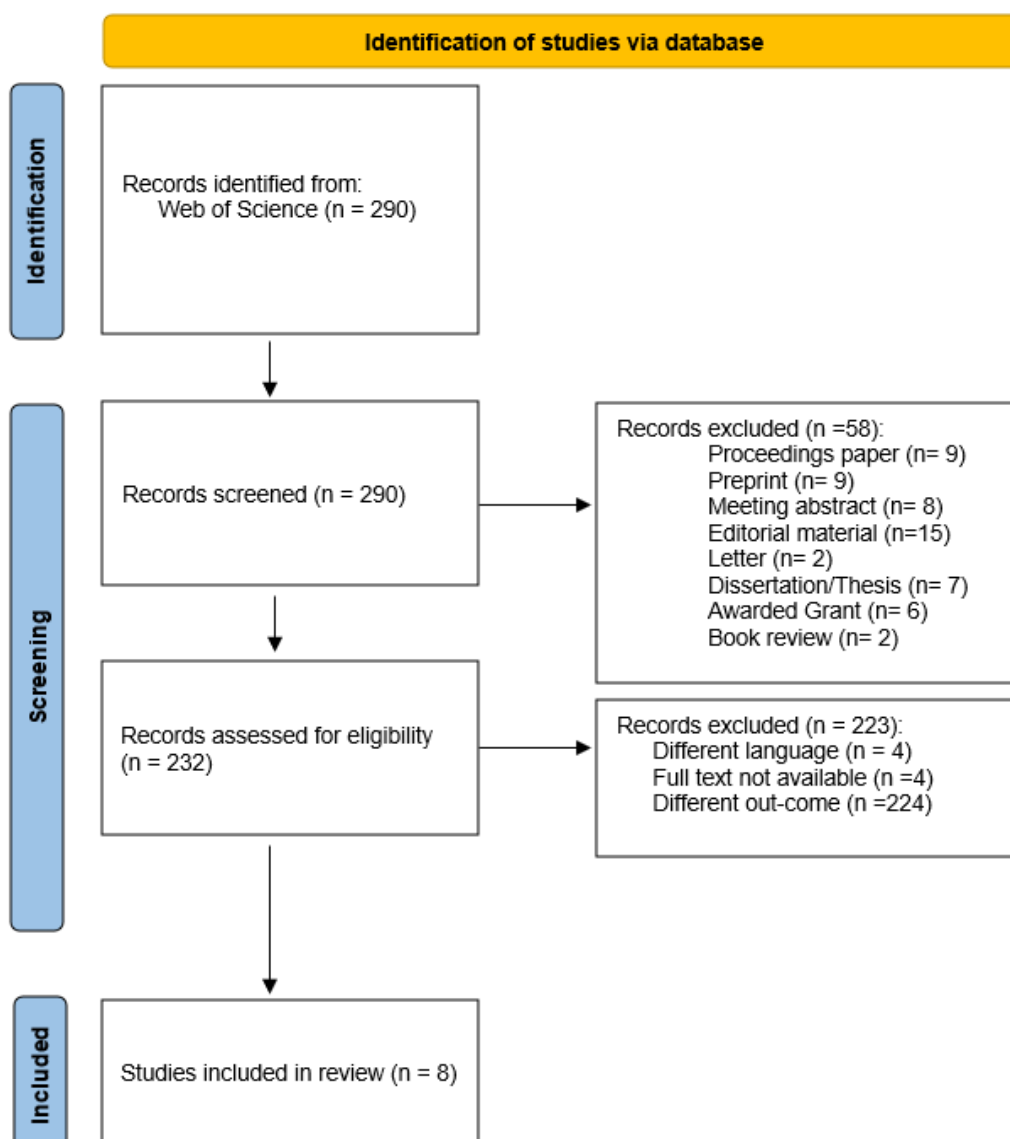 Identification of studies via database
Identification
Records identified from:
Web of Science (n = 290)
Screening
Records screened (n = 290)
Records excluded (n =58):
Proceedings paper (n= 9)
Preprint (n= 9)
Meeting abstract (n= 8)
Editorial material (n=15)
Letter (n= 2)
Dissertation/Thesis (n= 7)
Awarded Grant (n= 6)
Book review (n= 2)
Records assessed for eligibility
(n = 232)
Records excluded (n = 223):
Different language (n = 4)
Full text not available (n =4)
Different out-come (n =224)
Included
Studies included in review (n = 8)